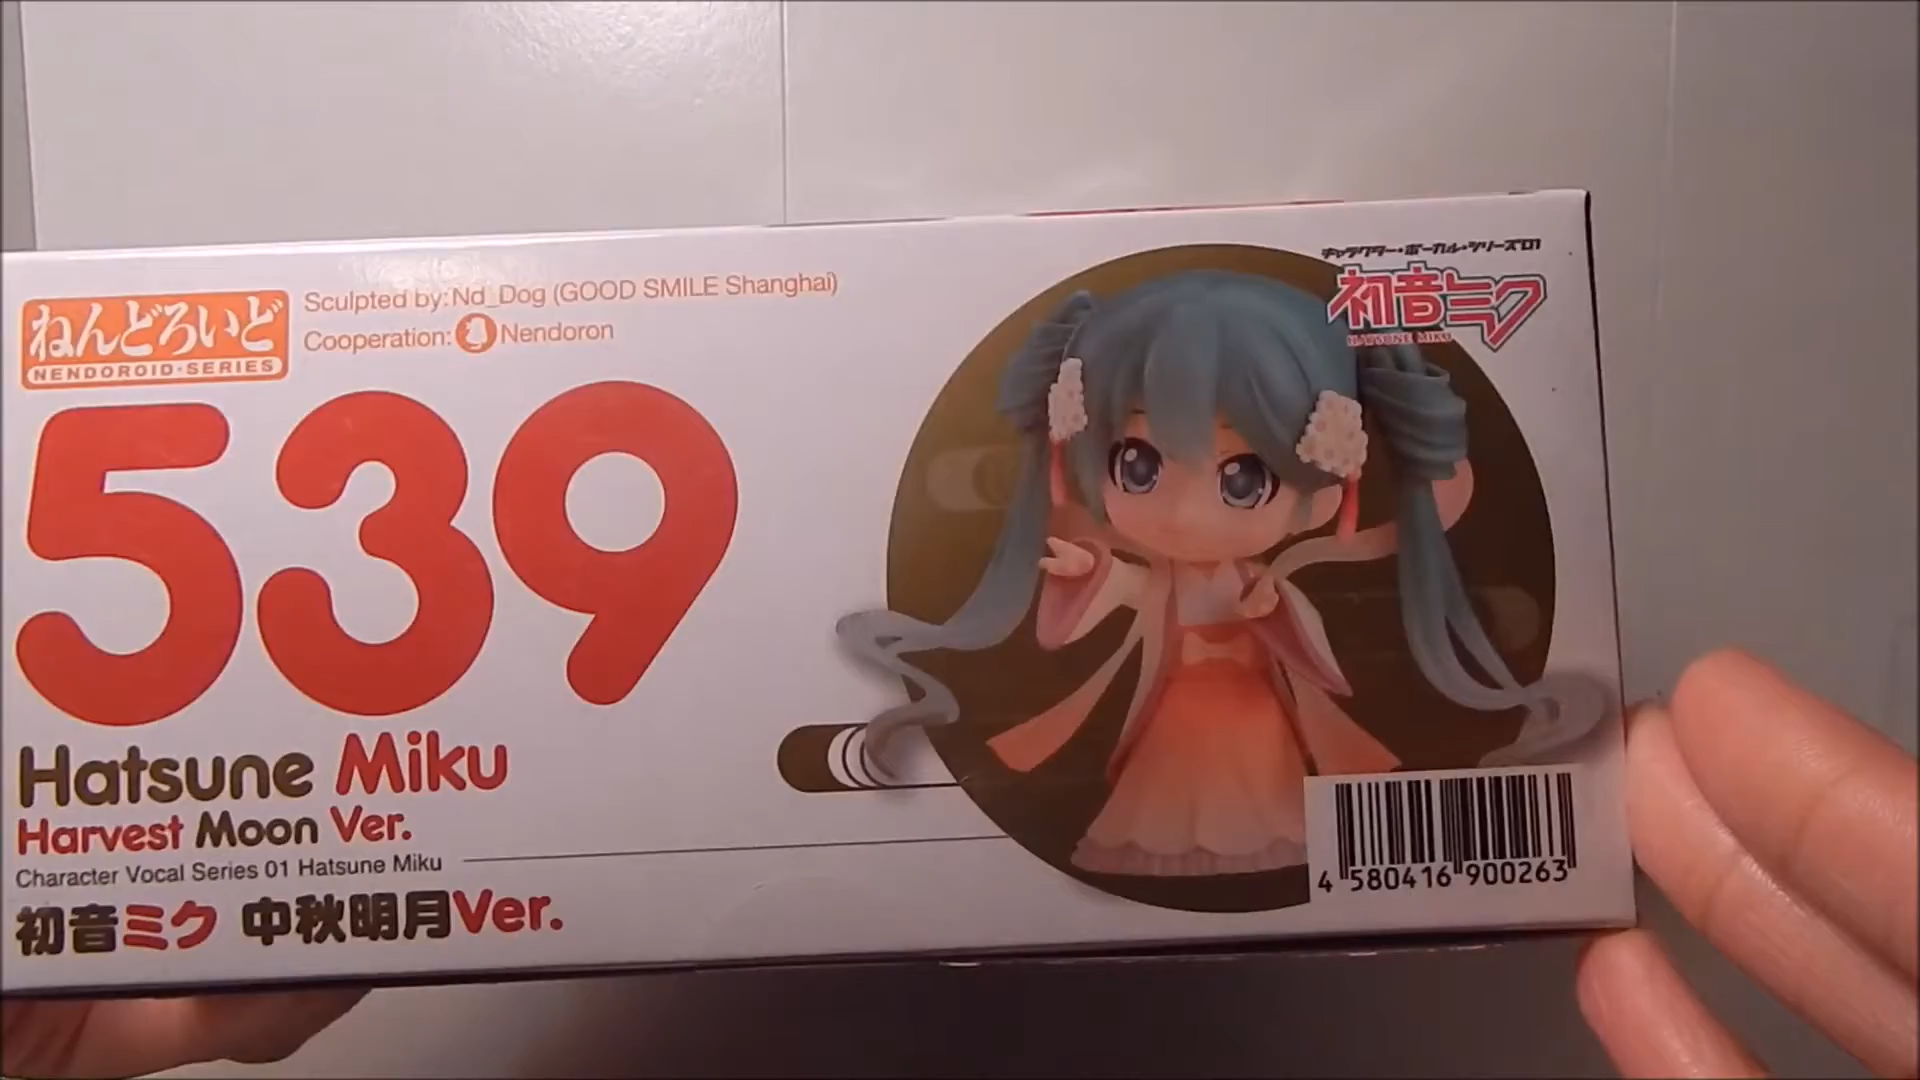 ねんどろいど
NENDOROID・SERIES
Sculpted by: Nd_Dog (GOOD SMILE Shanghai)
Cooperation: Nendoron
539
Hatsune Miku
Harvest Moon Ver.
Character Vocal Series 01 Hatsune Miku
初音ミク 中秋明月Ver.
キャラクター・ボーカル・シリーズ01
初音ミク
HATSUNE MIKU
4 580416 900263